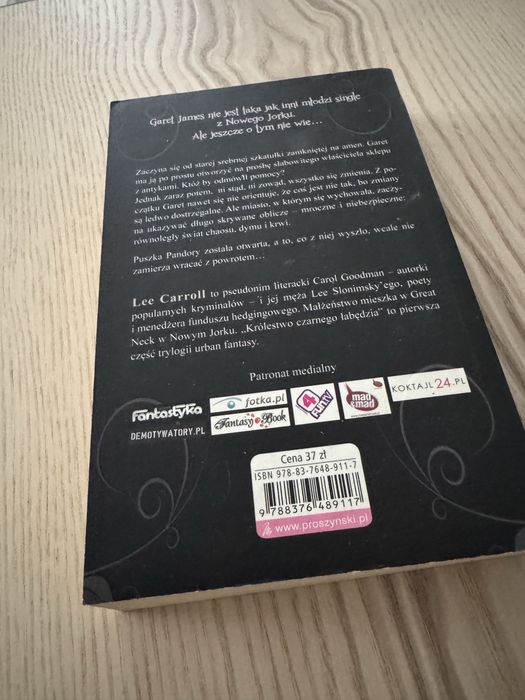 Garet James nie jest taka jak inni młodzi single
z Nowego Jorku.
Ale jeszcze o tym nie wie...
Zaczyna się od starej srebrnej szkatułki zamkniętej na amen. Garet
ma ją po prostu otworzyć na prośbę słabowitego właściciela sklepu
z antykami. Któż by odmówił pomocy?
Jednak zaraz potem, ni stąd, ni zowąd, wszystko się zmienia. Z po-
czątku Garet nawet się nie orientuje, że coś jest nie tak, bo zmiany
są ledwo dostrzegalne. Ale miasto, w którym się wychowała, zaczy-
na ukazywać długo skrywane oblicze – mroczne i niebezpieczne:
równoległy świat chaosu, dymu i krwi.
Puszka Pandory została otwarta, a to, co z niej wyszło, wcale nie
zamierza wracać z powrotem...
Lee Carroll to pseudonim literacki Carol Goodman – autorki
popularnych kryminałów – i jej męża Lee Slonimsky'ego, poety
i menedżera funduszu hedgingowego. Małżeństwo mieszka w Great
Neck w Nowym Jorku. „Królestwo czarnego łabędzia” to pierwsza
część trylogii urban fantasy.
Patronat medialny
Fantastyka
fotka.pl
4 FUN.TV
mad mad
KOKTAJL24.PL
DEMOTYWATORY.PL
Fantasy Book
Cena 37 zł
ISBN 978-83-7648-911-7
9 788376 489117
www.proszynski.pl